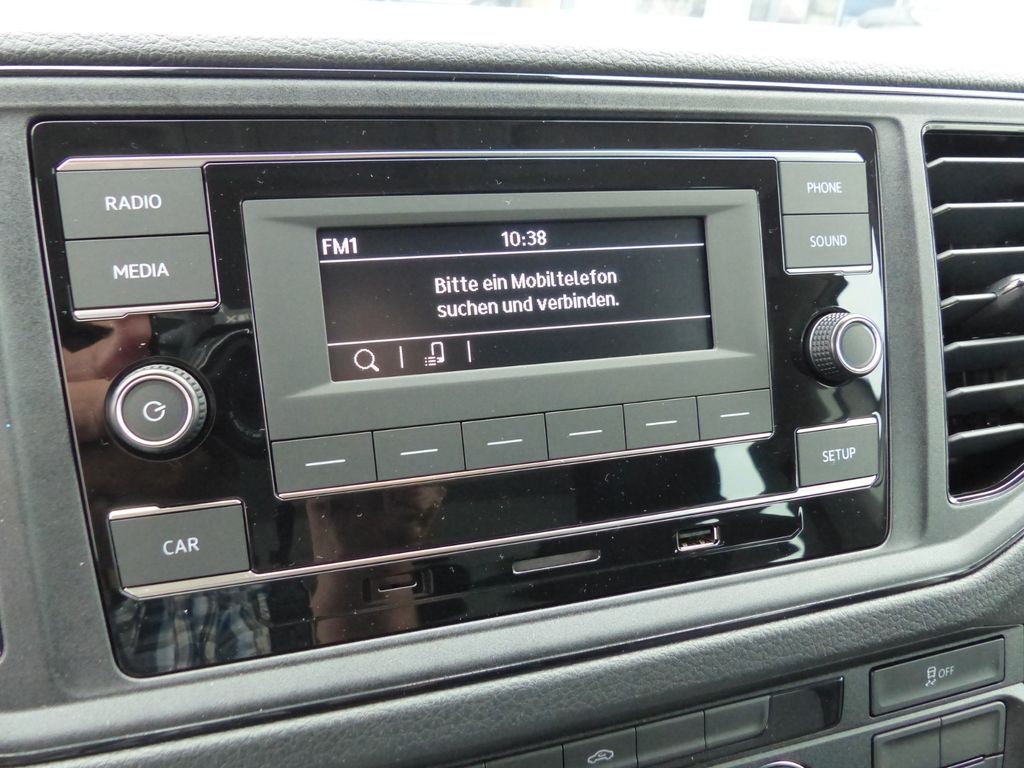 RADIO
MEDIA
FM1
10:38
Bitte ein Mobiltelefon
suchen und verbinden.
PHONE
SOUND
SETUP
CAR
OFF